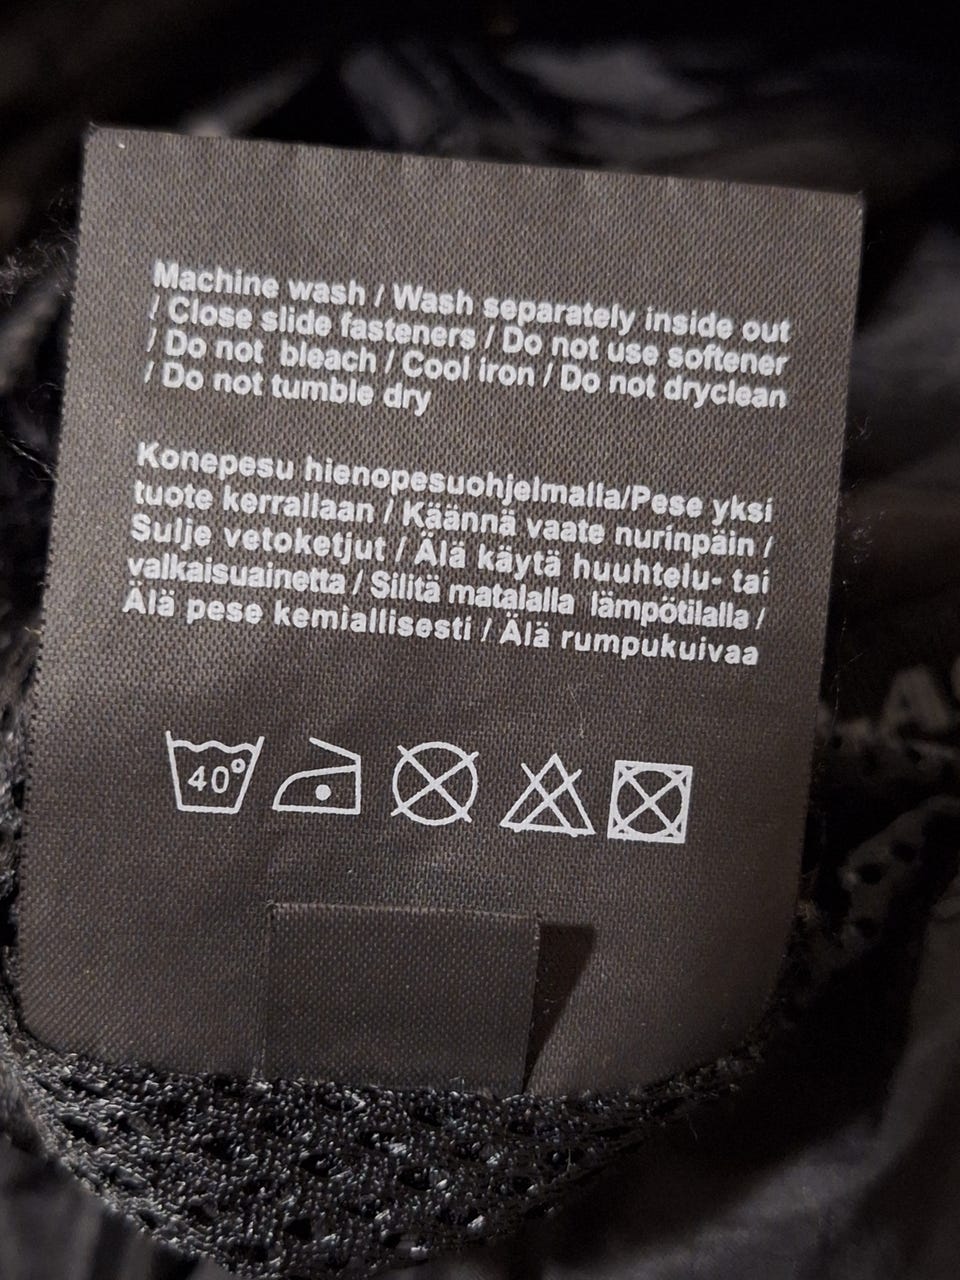 Machine wash / Wash separately inside out
/ Close slide fasteners / Do not use softener
/ Do not bleach / Cool iron / Do not dryclean
/ Do not tumble dry
Konepesu hienopesuohjelmalla/Pese yksi
tuote kerrallaan / Käännä vaate nurinpäin /
Sulje vetoketjut / Älä käytä huuhtelu- tai
valkaisuainetta / Silitä matalalla lämpötilalla /
Älä pese kemiallisesti / Älä rumpukuivaa
40°